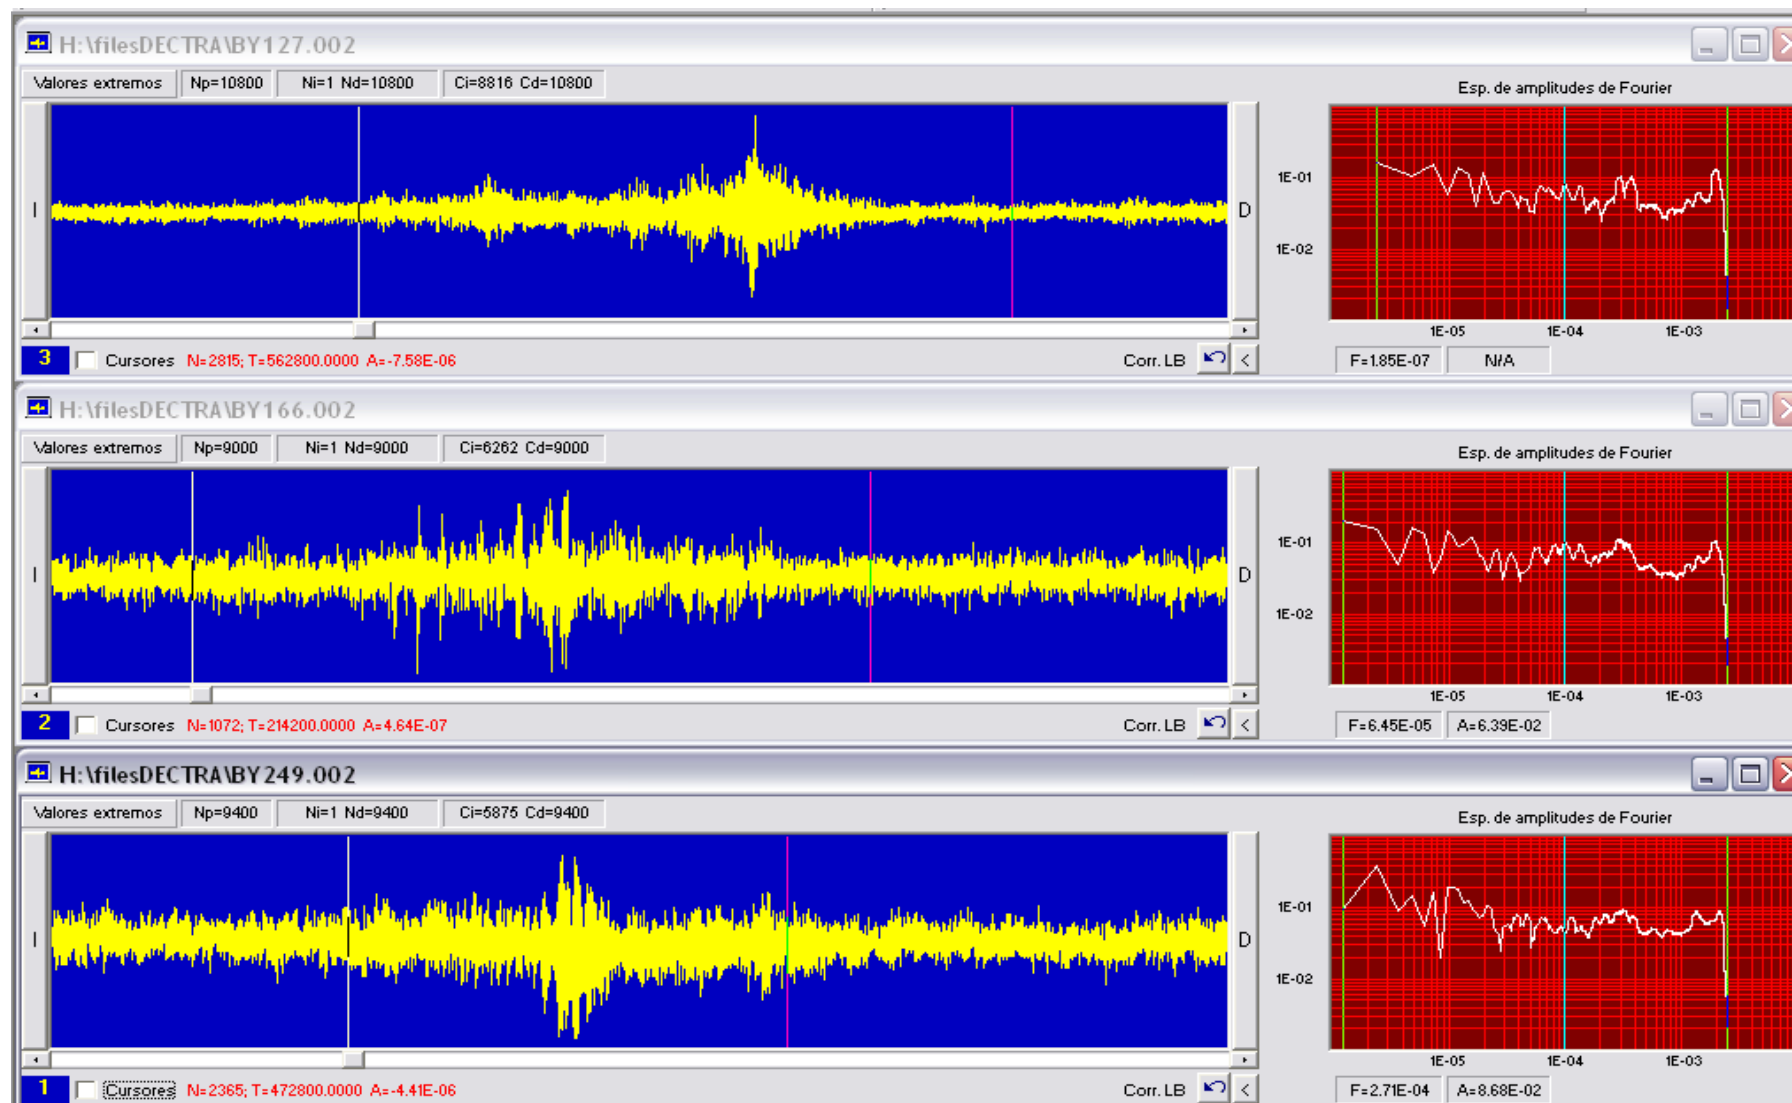 H:\filesDECTRA\BY127.002
Valores extremos Np=10800 Ni=1 Nd=10800 Ci=8816 Cd=10800
Esp. de amplitudes de Fourier
I D
1E-01
1E-02
1E-05 1E-04 1E-03
3 Cursores N=2815; T=562800.0000 A=-7.58E-06 Corr. LB < F=1.85E-07 N/A
H:\filesDECTRA\BY166.002
Valores extremos Np=9000 Ni=1 Nd=9000 Ci=6262 Cd=9000
Esp. de amplitudes de Fourier
I D
1E-01
1E-02
1E-05 1E-04 1E-03
2 Cursores N=1072; T=214200.0000 A=4.64E-07 Corr. LB < F=6.45E-05 A=6.39E-02
H:\filesDECTRA\BY249.002
Valores extremos Np=9400 Ni=1 Nd=9400 Ci=5875 Cd=9400
Esp. de amplitudes de Fourier
I D
1E-01
1E-02
1E-05 1E-04 1E-03
1 Cursores N=2365; T=472800.0000 A=-4.41E-06 Corr. LB < F=2.71E-04 A=8.68E-02